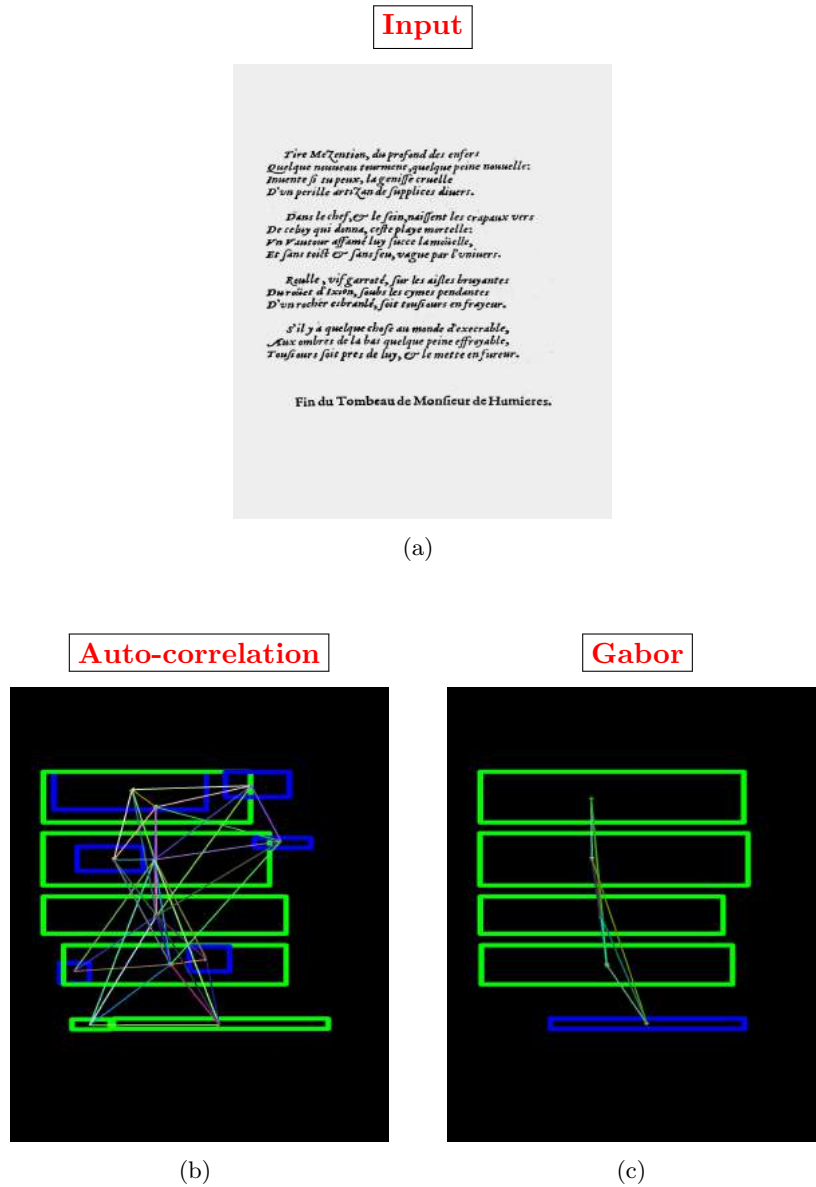 Input
Tire MeZention, du profond des enfers
Quelque nouueau tourment, quelque peine nouuelle:
Inuente ſi tu peux, la geniſſe cruelle
D'vn perille artiZan de ſupplices diuers.
Dans le chef, & le ſein, naiſſent les crapaux vers
De celuy qui donna, ceſte playe mortelle:
Vn Vautour affamé luy ſucce la moüelle,
Et ſans toict & ſans feu, vague par l'vniuers.
Roulle, vif garroté, ſur les aiſles bruyantes
Du roüet d'Ixion, ſoubs les cymes pendantes
D'vn rocher esbranlé, ſoit touſiours en frayeur.
S'il y a quelque choſe au monde d'execrable,
Aux ombres de la bas quelque peine effroyable,
Touſiours ſoit pres de luy, & le mette en fureur.
Fin du Tombeau de Monſieur de Humieres.
(a)
Auto-correlation
Gabor
(b)
(c)